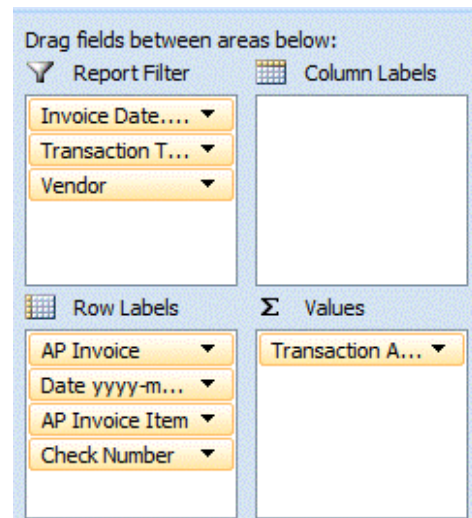 Drag fields between areas below:
Report Filter
Column Labels
Invoice Date....
Transaction T...
Vendor
Row Labels
Σ Values
AP Invoice
Date yyyy-m...
AP Invoice Item
Check Number
Transaction A...